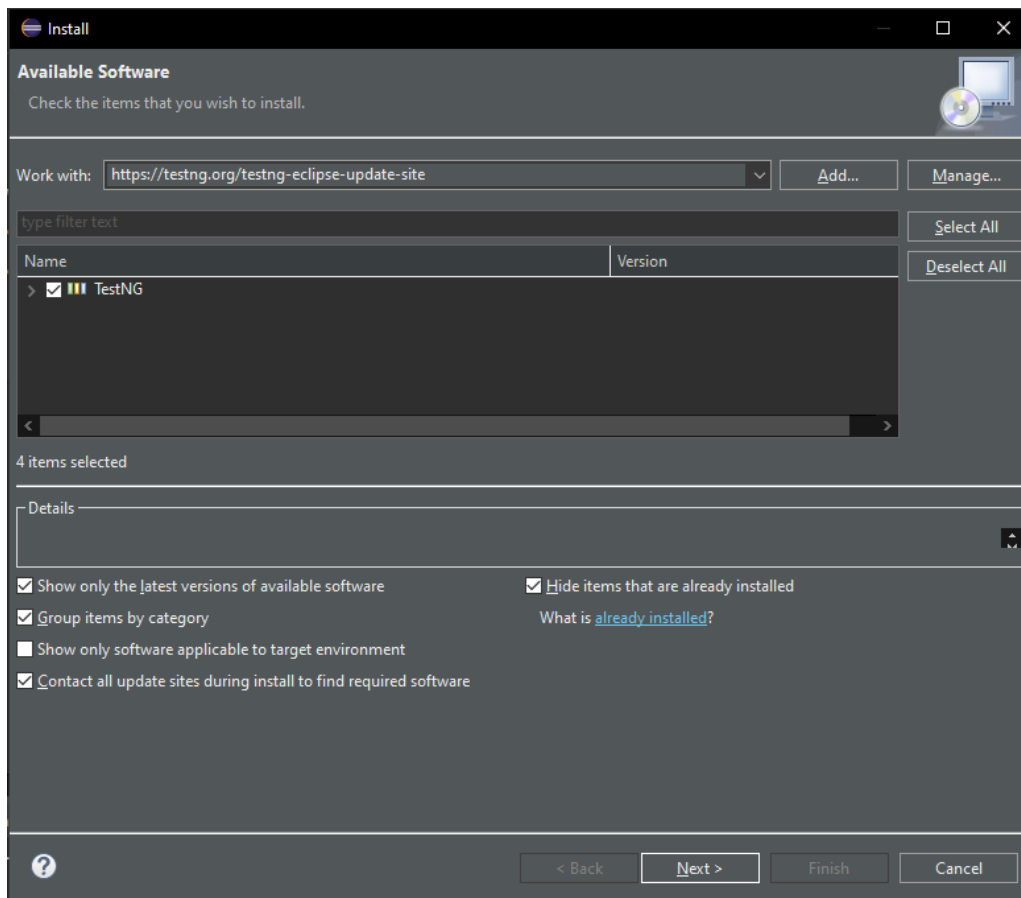 Install
Available Software
Check the items that you wish to install.
Work with: https://testng.org/testng-eclipse-update-site Add... Manage...
type filter text Select All
Name Version Deselect All
TestNG
4 items selected
Details
Show only the latest versions of available software Hide items that are already installed
Group items by category What is already installed?
Show only software applicable to target environment
Contact all update sites during install to find required software
? < Back Next > Finish Cancel